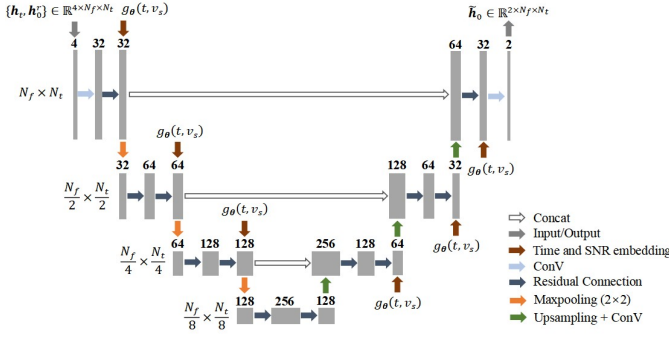 {h_t, h_0^r} ∈ ℝ^{4×N_f×N_t} g_θ(t, v_s) h̃_0 ∈ ℝ^{2×N_f×N_t}
4 32 32 64 32 2
N_f × N_t
g_θ(t, v_s) g_θ(t, v_s)
32 64 64 128 64 32
N_f/2 × N_t/2
g_θ(t, v_s) g_θ(t, v_s)
64 128 128 256 128 64
N_f/4 × N_t/4
g_θ(t, v_s)
128 256 128
N_f/8 × N_t/8
Concat
Input/Output
Time and SNR embedding
ConV
Residual Connection
Maxpooling (2×2)
Upsampling + ConV